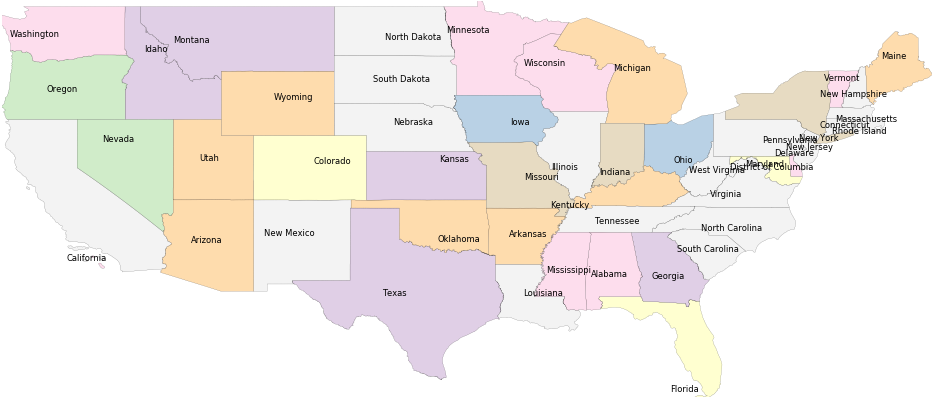 Washington
Idaho
Montana
North Dakota
Minnesota
Wisconsin
Michigan
Vermont
Maine
New Hampshire
Oregon
Wyoming
South Dakota
Nebraska
Iowa
Massachusetts
Connecticut
Rhode Island
New York
Pennsylvania
New Jersey
Nevada
Utah
Colorado
Kansas
Missouri
Illinois
Indiana
Ohio
West Virginia
Delaware
Maryland
District of Columbia
Virginia
Kentucky
Tennessee
North Carolina
South Carolina
California
Arizona
New Mexico
Oklahoma
Arkansas
Texas
Louisiana
Mississippi
Alabama
Georgia
Florida